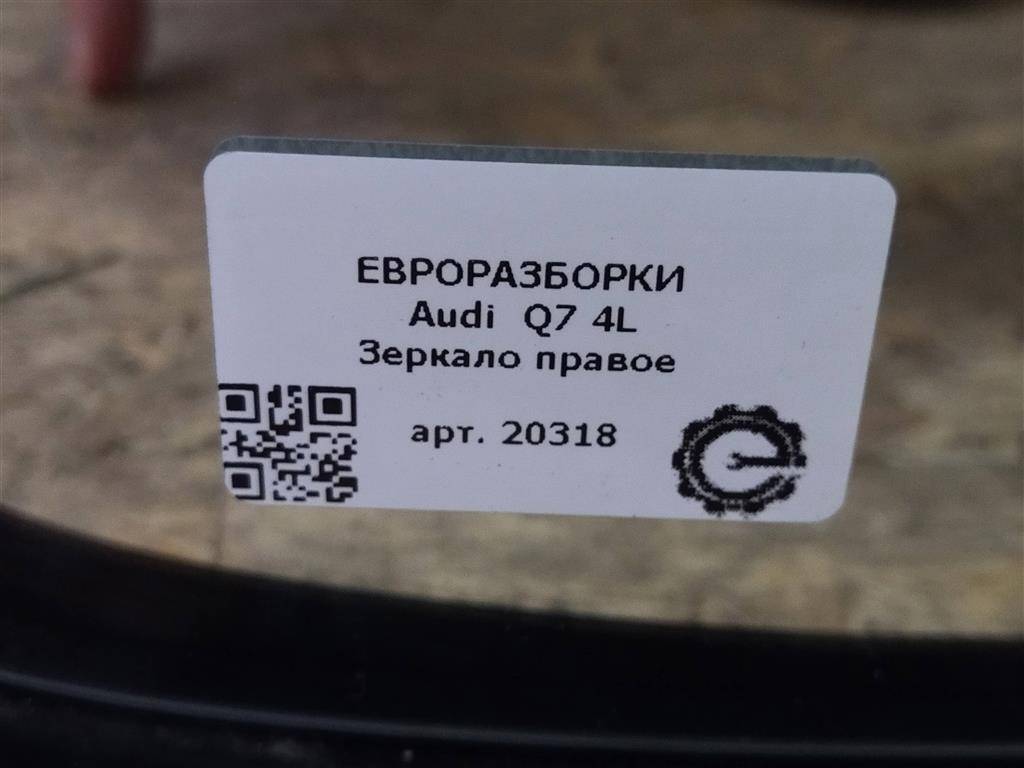 ЕВРОРАЗБОРКИ
Audi Q7 4L
Зеркало правое
арт. 20318